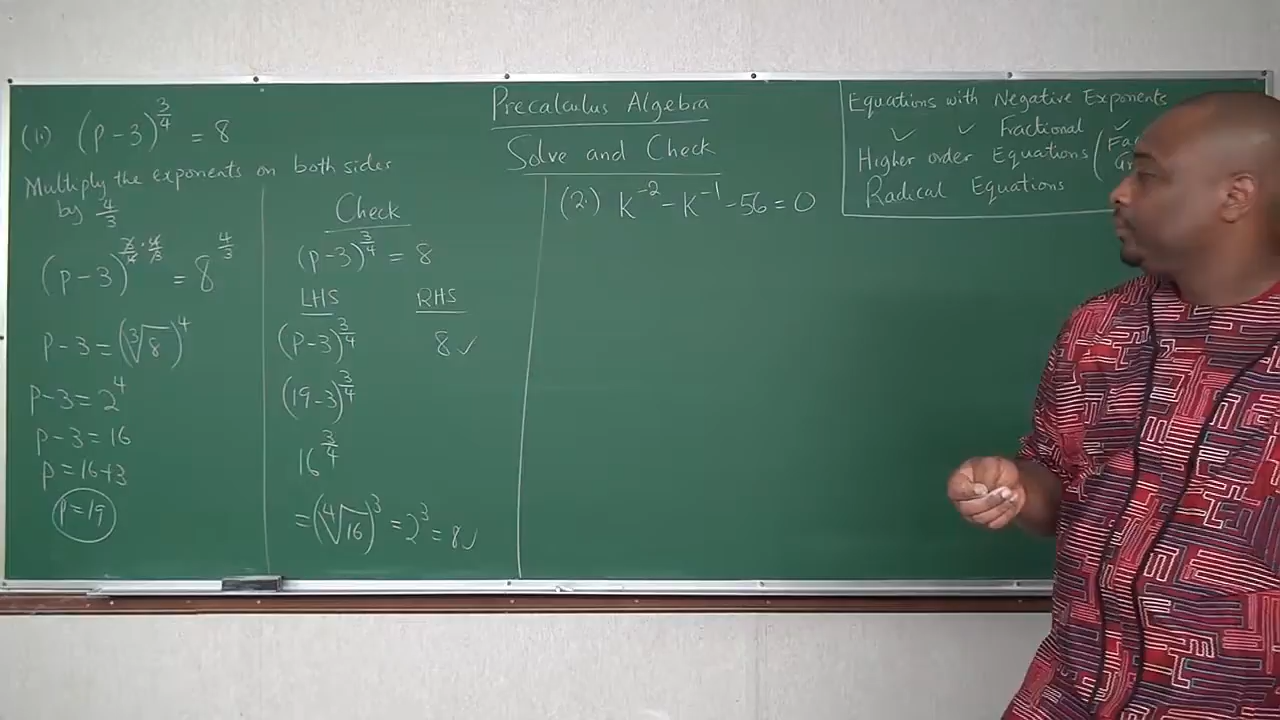 Precalculus Algebra
Solve and Check
Equations with Negative Exponents
✓ ✓ Fractional ✓
Higher order Equations (
Radical Equations
(1.) (p-3)^{3/4} = 8
Multiply the exponents on both sides
by 4/3
(p-3)^{3/4 · 4/3} = 8^{4/3}
p-3 = (∛8)^4
p-3 = 2^4
p-3 = 16
p = 16+3
p = 19
Check
(p-3)^{3/4} = 8
LHS RHS
(p-3)^{3/4} 8 ✓
(19-3)^{3/4}
16^{3/4}
= (∜16)^3 = 2^3 = 8 ✓
(2.) K^{-2} - K^{-1} - 56 = 0